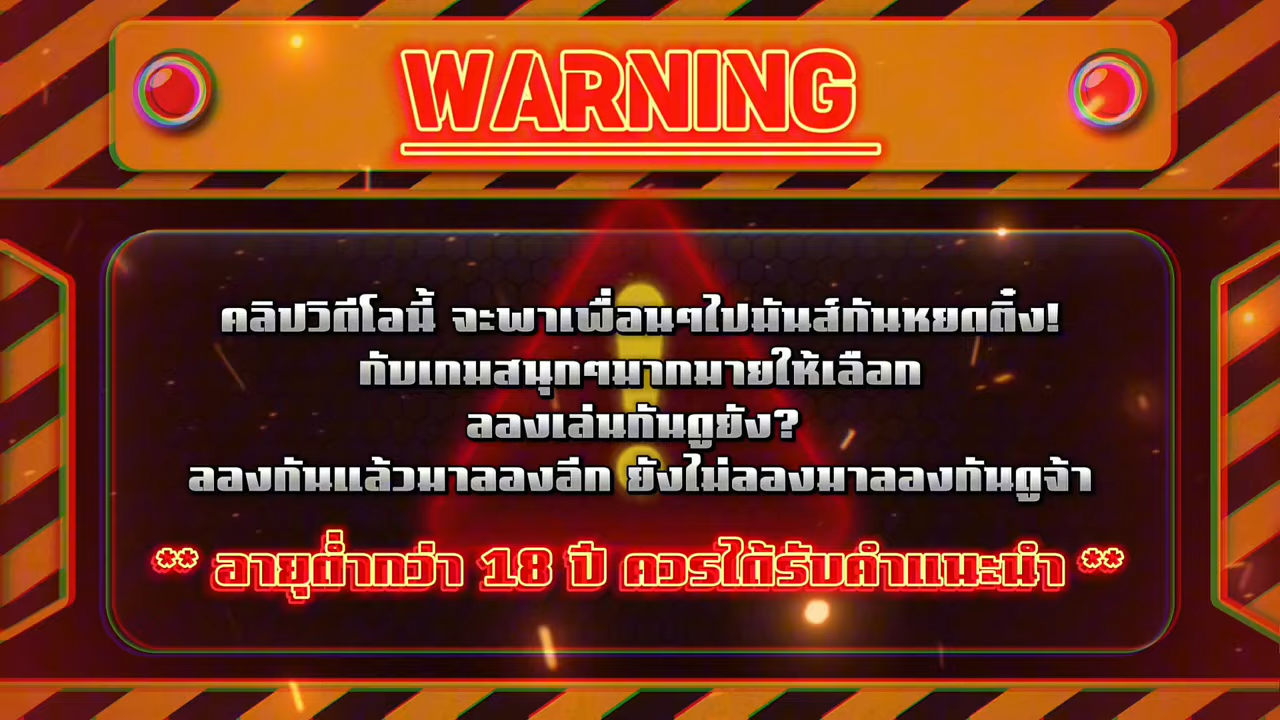 WARNING
คลิปวิดีโอนี้ จะพาเพื่อนๆไปมันส์กันหยดติ๋ง!
กับเกมสนุกๆมากมายให้เลือก
ลองเล่นกันดูยัง?
ลองกันแล้วมาลองอีก ยังไม่ลองมาลองกันดูจ้า
** อายุต่ำกว่า 18 ปี ควรได้รับคำแนะนำ **